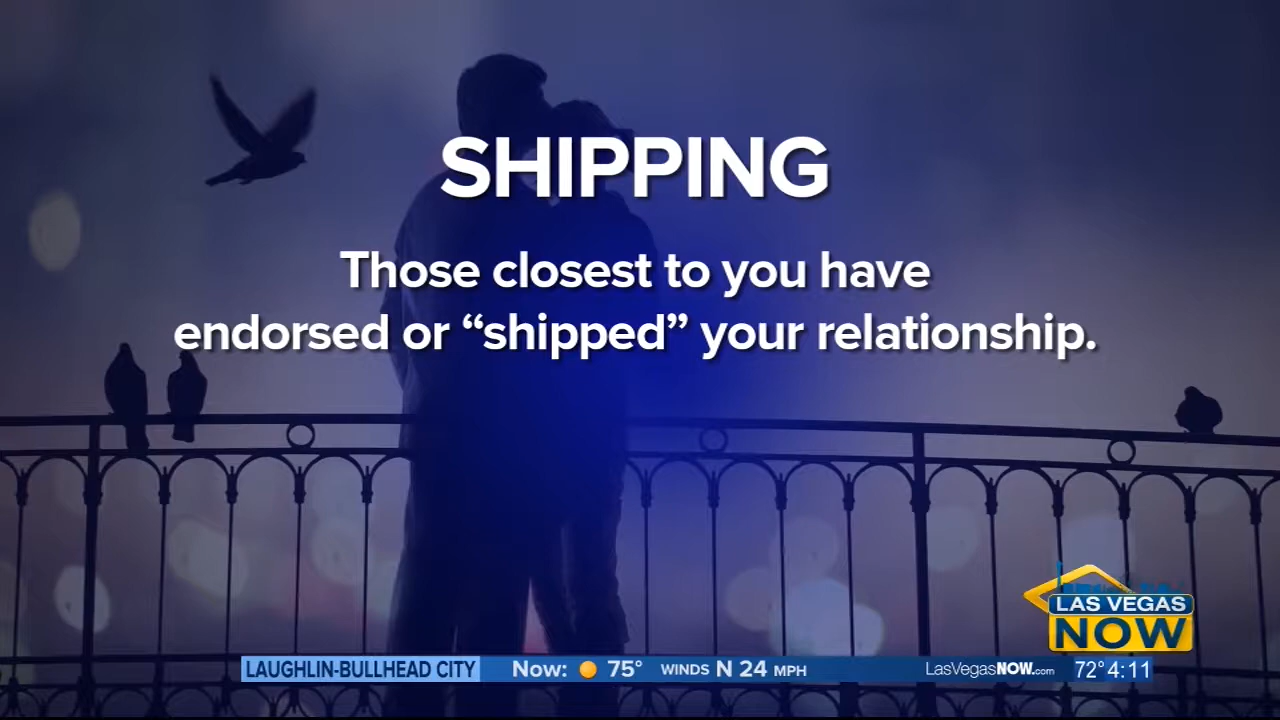 SHIPPING
Those closest to you have
endorsed or “shipped” your relationship.
LAS VEGAS
NOW
LAUGHLIN-BULLHEAD CITY Now: 75° WINDS N 24 MPH LasVegasNOW.com 72° 4:11